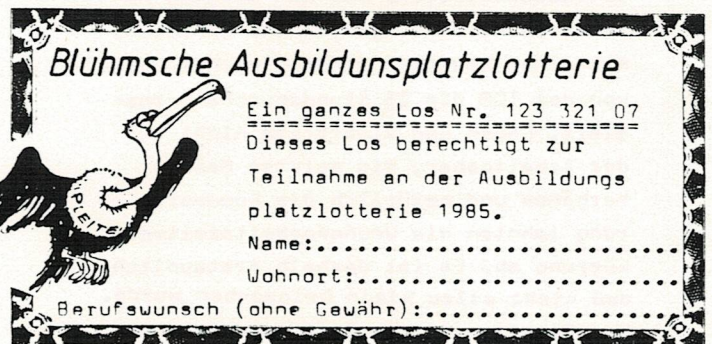 Blühmsche Ausbildunsplatzlotterie
Ein ganzes Los Nr. 123 321 07
Dieses Los berechtigt zur
Teilnahme an der Ausbildungs
platzlotterie 1985.
PLEITE
Name:..........................
Wohnort:.......................
Berufswunsch (ohne Gewähr):..................